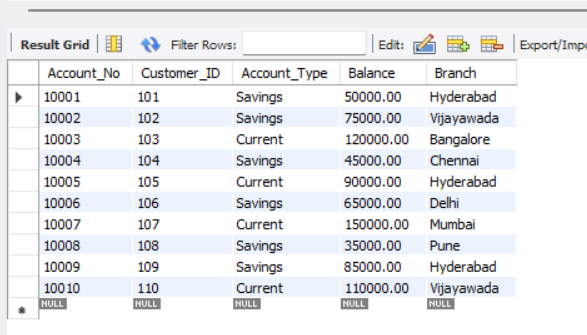 Result Grid Filter Rows: Edit: Export/Impo
Account_No Customer_ID Account_Type Balance Branch
10001 101 Savings 50000.00 Hyderabad
10002 102 Savings 75000.00 Vijayawada
10003 103 Current 120000.00 Bangalore
10004 104 Savings 45000.00 Chennai
10005 105 Current 90000.00 Hyderabad
10006 106 Savings 65000.00 Delhi
10007 107 Current 150000.00 Mumbai
10008 108 Savings 35000.00 Pune
10009 109 Savings 85000.00 Hyderabad
10010 110 Current 110000.00 Vijayawada
NULL NULL NULL NULL NULL